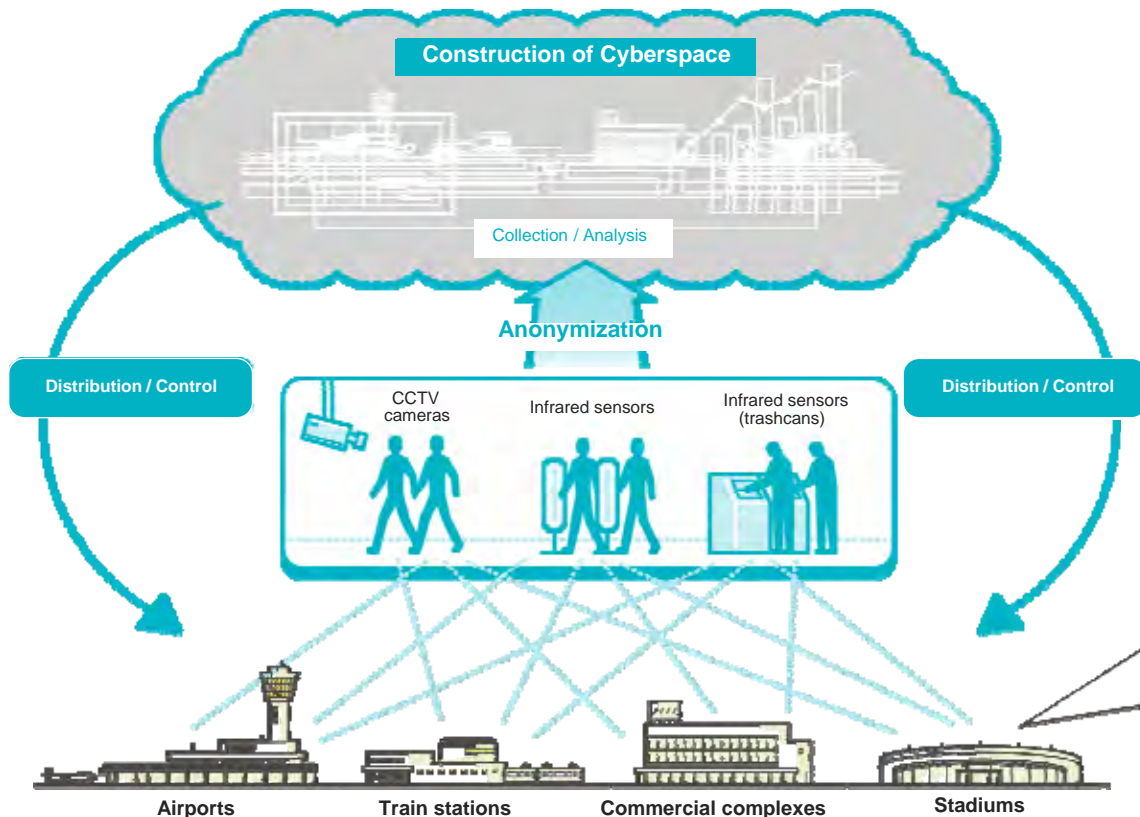 Construction of Cyberspace
Collection / Analysis
Anonymization
Distribution / Control
Distribution / Control
CCTV
cameras
Infrared sensors
Infrared sensors
(trashcans)
Airports
Train stations
Commercial complexes
Stadiums